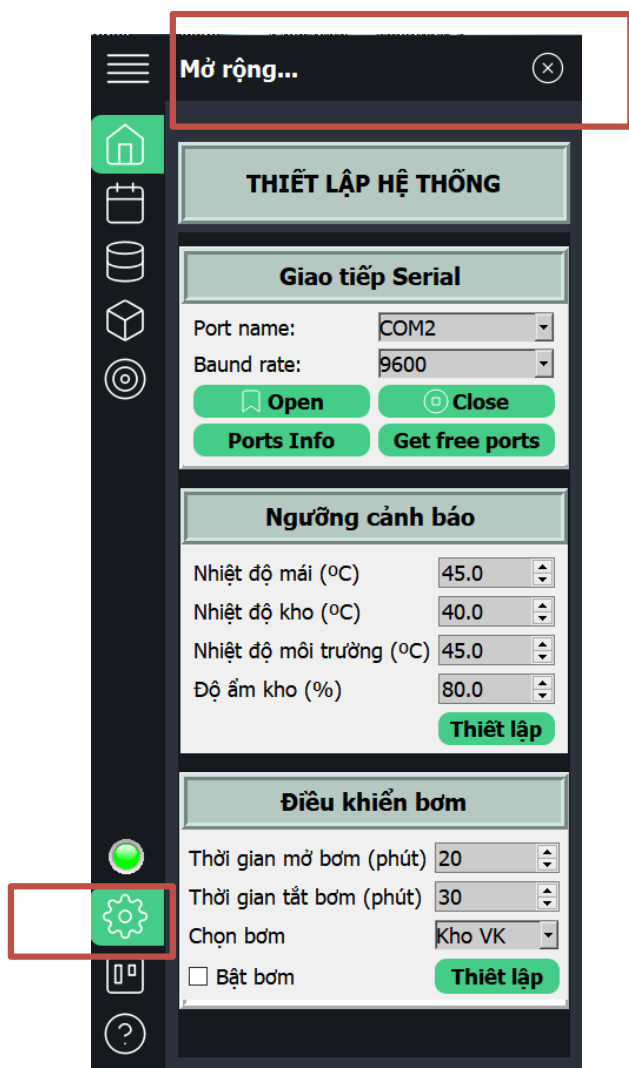 Mở rộng...
THIẾT LẬP HỆ THỐNG
Giao tiếp Serial
Port name: COM2
Baund rate: 9600
Open Close
Ports Info Get free ports
Ngưỡng cảnh báo
Nhiệt độ mái (ºC) 45.0
Nhiệt độ kho (ºC) 40.0
Nhiệt độ môi trường (ºC) 45.0
Độ ẩm kho (%) 80.0
Thiết lập
Điều khiển bơm
Thời gian mở bơm (phút) 20
Thời gian tắt bơm (phút) 30
Chọn bơm Kho VK
Bật bơm Thiết lập